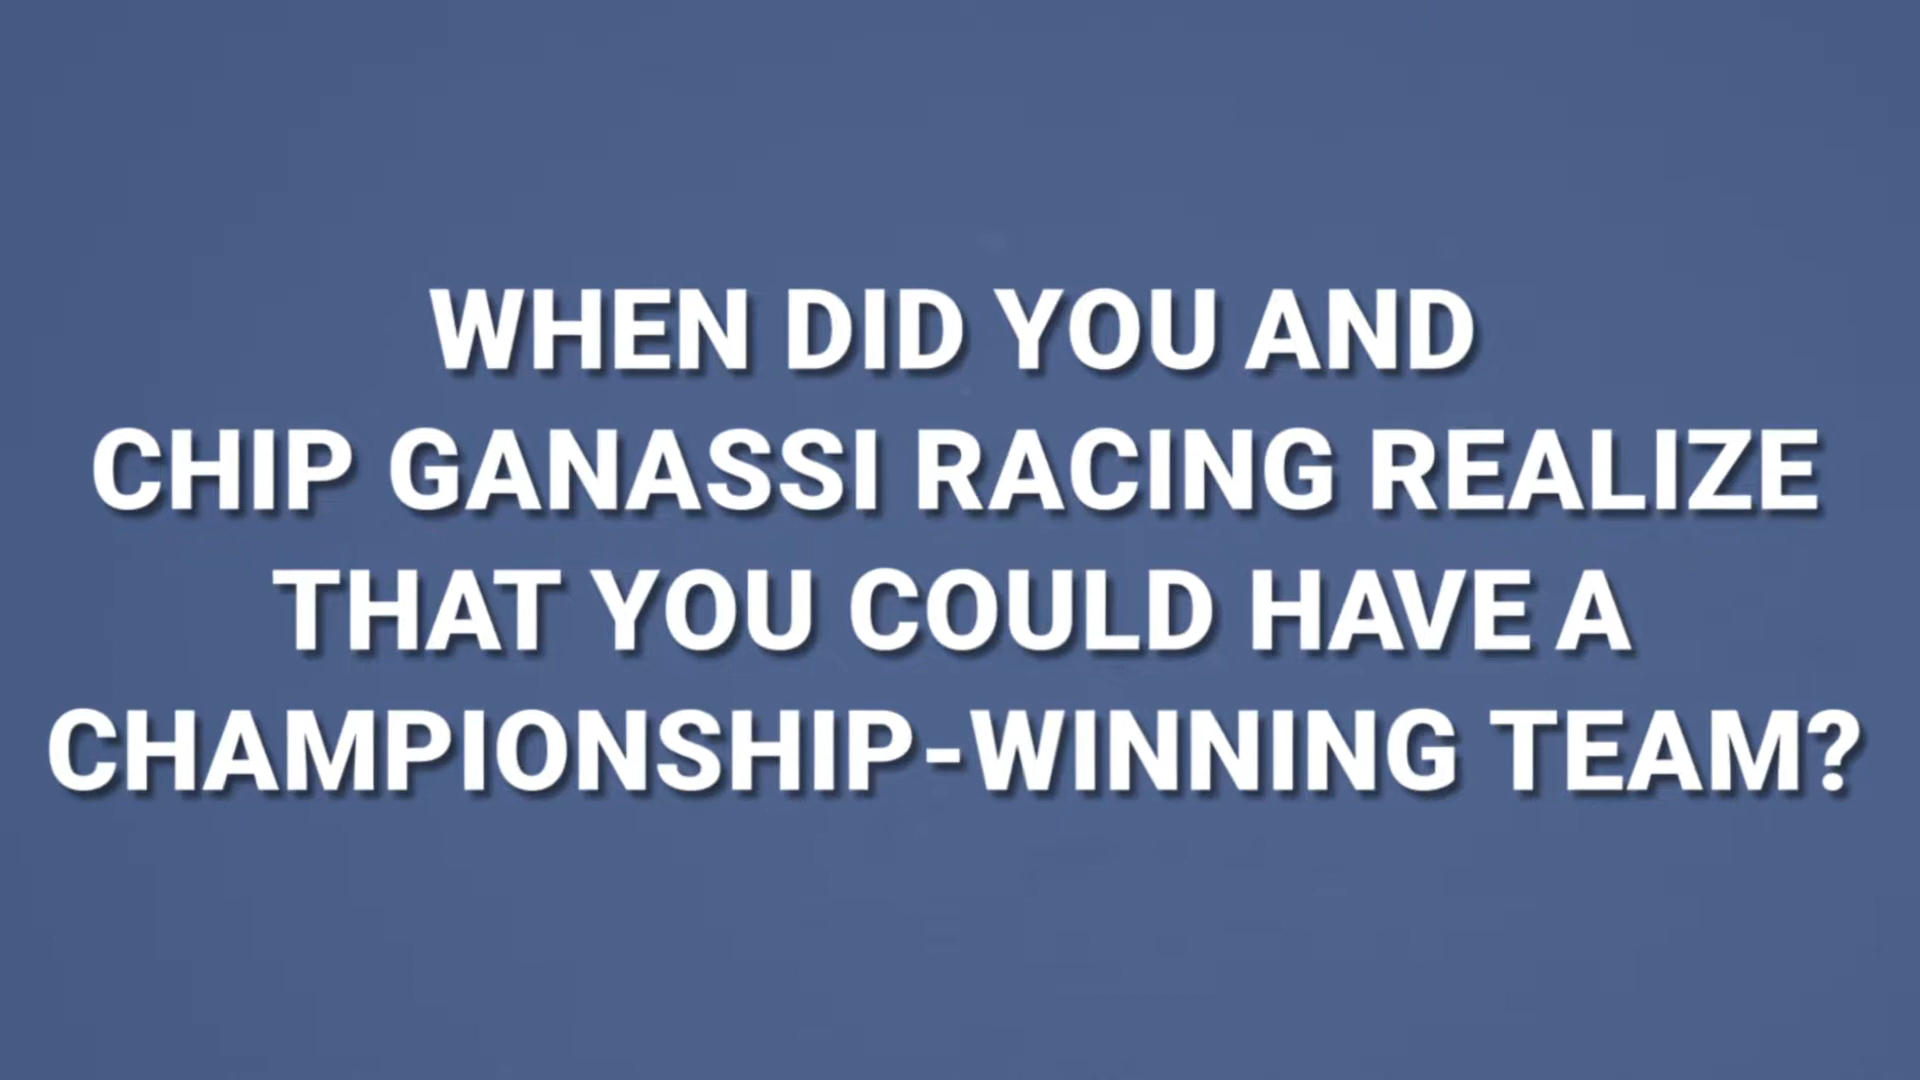 WHEN DID YOU AND
CHIP GANASSI RACING REALIZE
THAT YOU COULD HAVE A
CHAMPIONSHIP-WINNING TEAM?